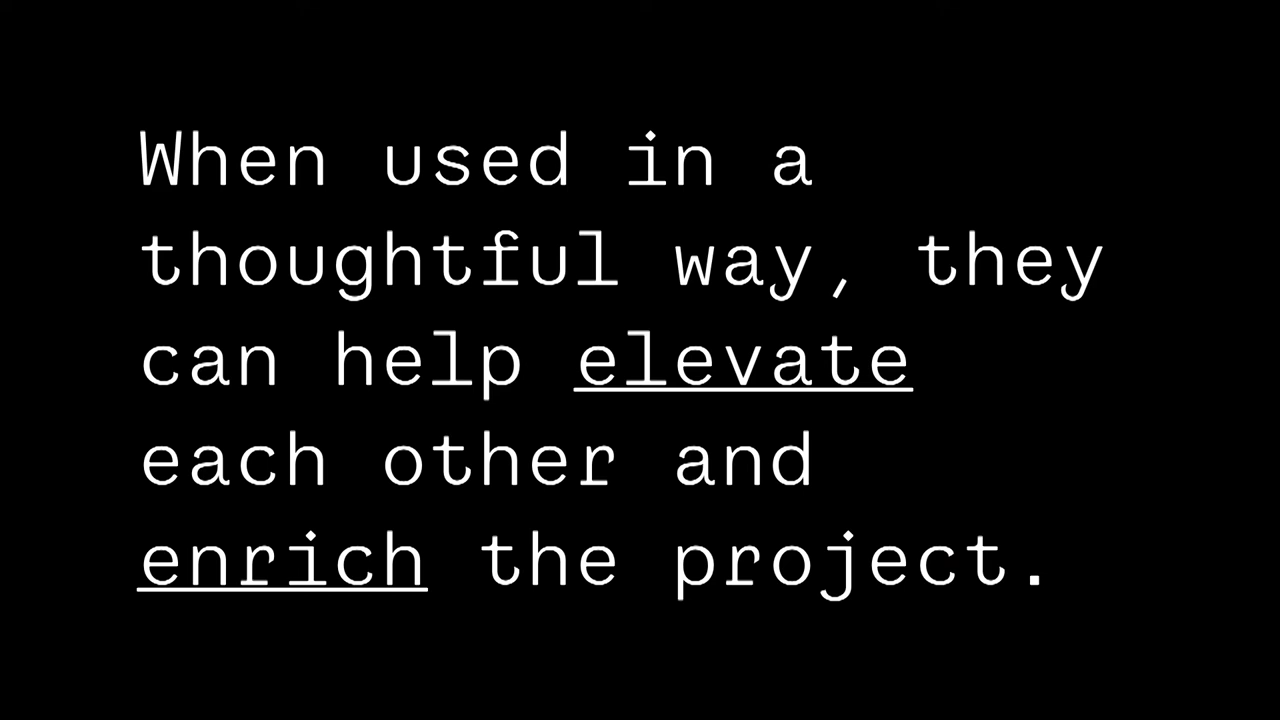 When used in a
thoughtful way, they
can help elevate
each other and
enrich the project.